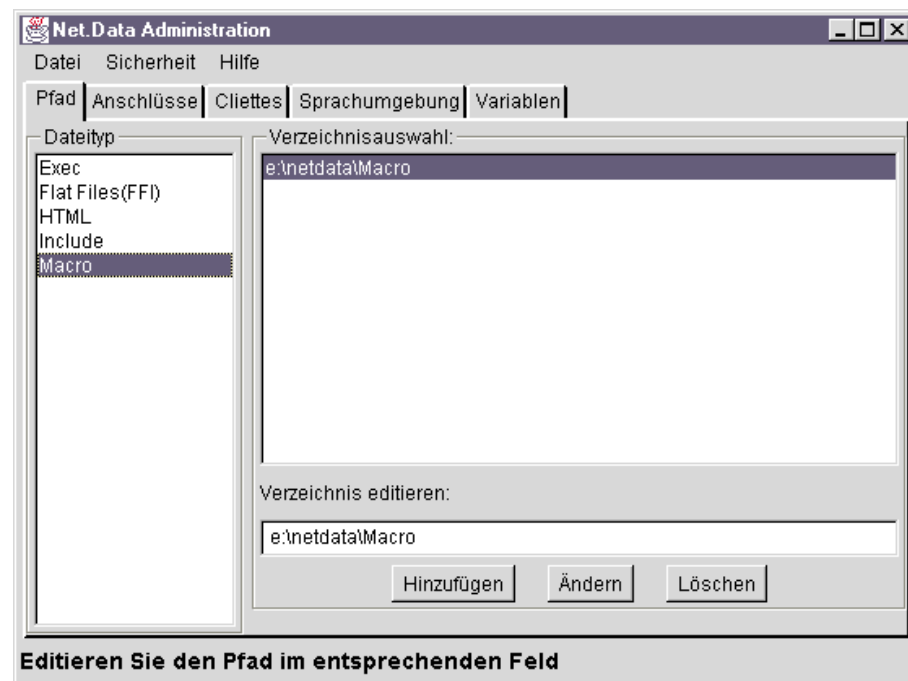 Net.Data Administration
Datei Sicherheit Hilfe
Pfad Anschlüsse Cliettes Sprachumgebung Variablen
Dateityp
Exec
Flat Files(FFI)
HTML
Include
Macro
Verzeichnisauswahl:
e:\netdata\Macro
Verzeichnis editieren:
e:\netdata\Macro
Hinzufügen Ändern Löschen
Editieren Sie den Pfad im entsprechenden Feld